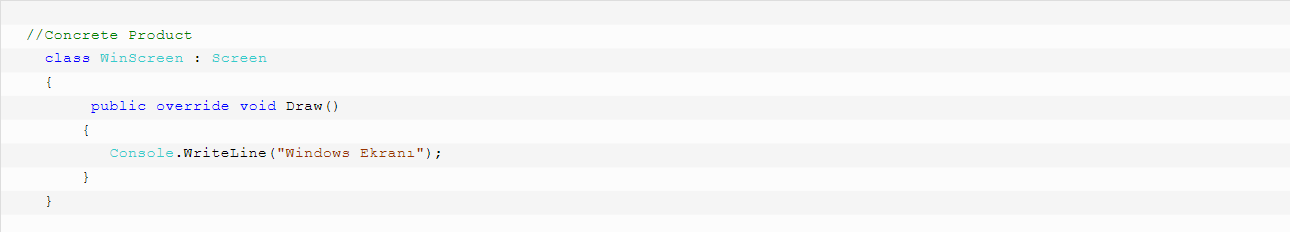 //Concrete Product
class WinScreen : Screen
{
public override void Draw()
{
Console.WriteLine("Windows Ekranı");
}
}